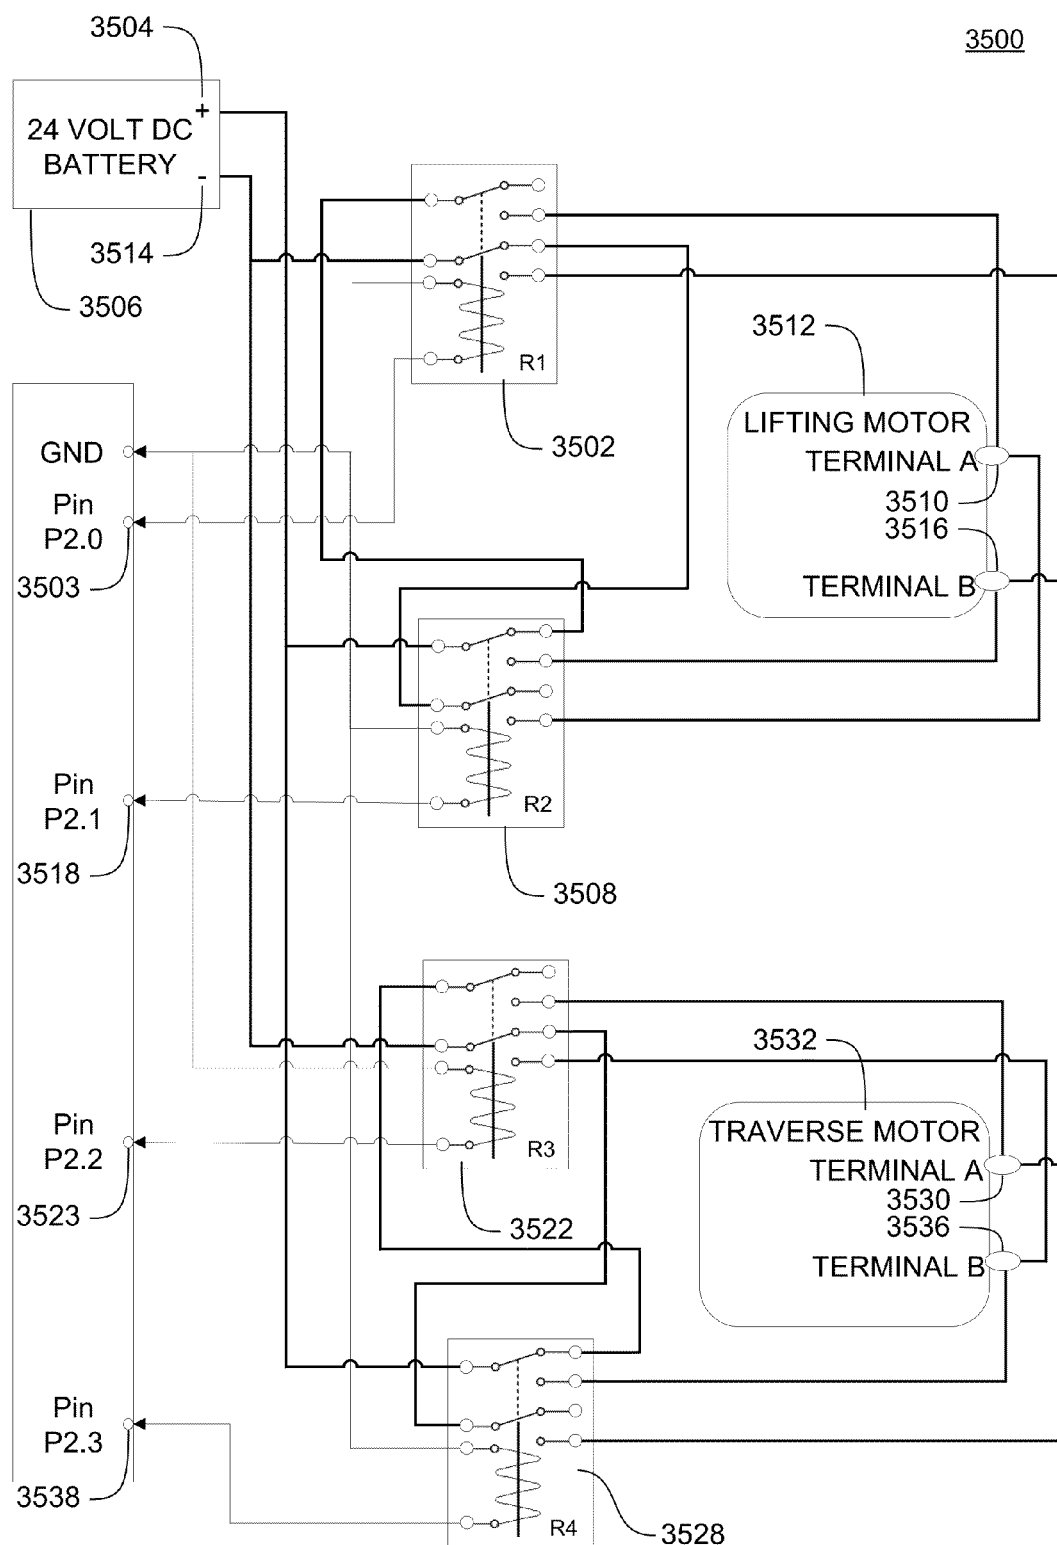 3500
3504
24 VOLT DC +
BATTERY -
3514
3506
R1
3502
3512
LIFTING MOTOR
TERMINAL A
3510
3516
TERMINAL B
GND
Pin
P2.0
3503
R2
3508
Pin
P2.1
3518
R3
3522
3532
TRAVERSE MOTOR
TERMINAL A
3530
3536
TERMINAL B
Pin
P2.2
3523
Pin
P2.3
3538
R4
3528